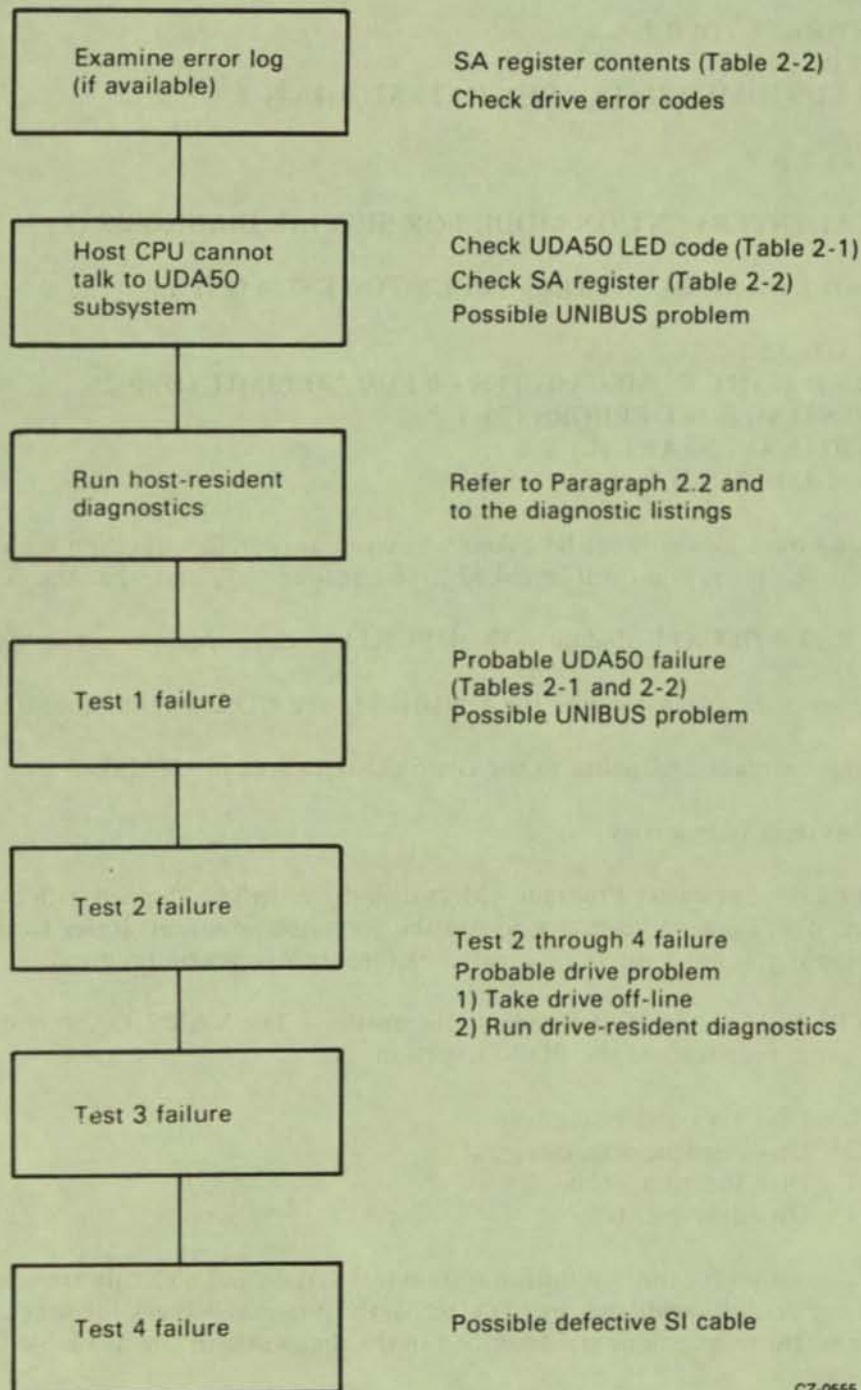 Examine error log
(if available)
SA register contents (Table 2-2)
Check drive error codes
Host CPU cannot
talk to UDA50
subsystem
Check UDA50 LED code (Table 2-1)
Check SA register (Table 2-2)
Possible UNIBUS problem
Run host-resident
diagnostics
Refer to Paragraph 2.2 and
to the diagnostic listings
Test 1 failure
Probable UDA50 failure
(Tables 2-1 and 2-2)
Possible UNIBUS problem
Test 2 failure
Test 2 through 4 failure
Probable drive problem
1) Take drive off-line
2) Run drive-resident diagnostics
Test 3 failure
Test 4 failure
Possible defective SI cable